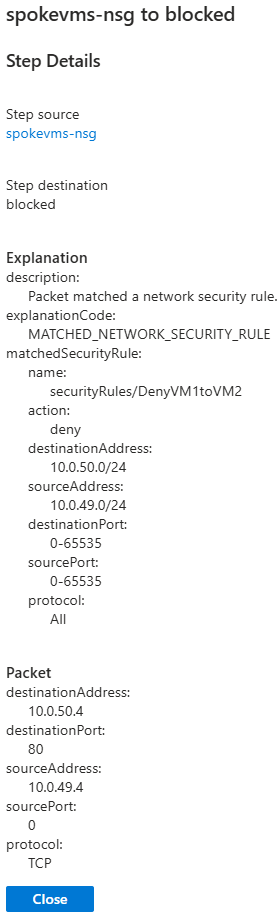 spokevms-nsg to blocked
Step Details
Step source
spokevms-nsg
Step destination
blocked
Explanation
description:
Packet matched a network security rule.
explanationCode:
MATCHED_NETWORK_SECURITY_RULE
matchedSecurityRule:
name:
securityRules/DenyVM1toVM2
action:
deny
destinationAddress:
10.0.50.0/24
sourceAddress:
10.0.49.0/24
destinationPort:
0-65535
sourcePort:
0-65535
protocol:
All
Packet
destinationAddress:
10.0.50.4
destinationPort:
80
sourceAddress:
10.0.49.4
sourcePort:
0
protocol:
TCP
Close